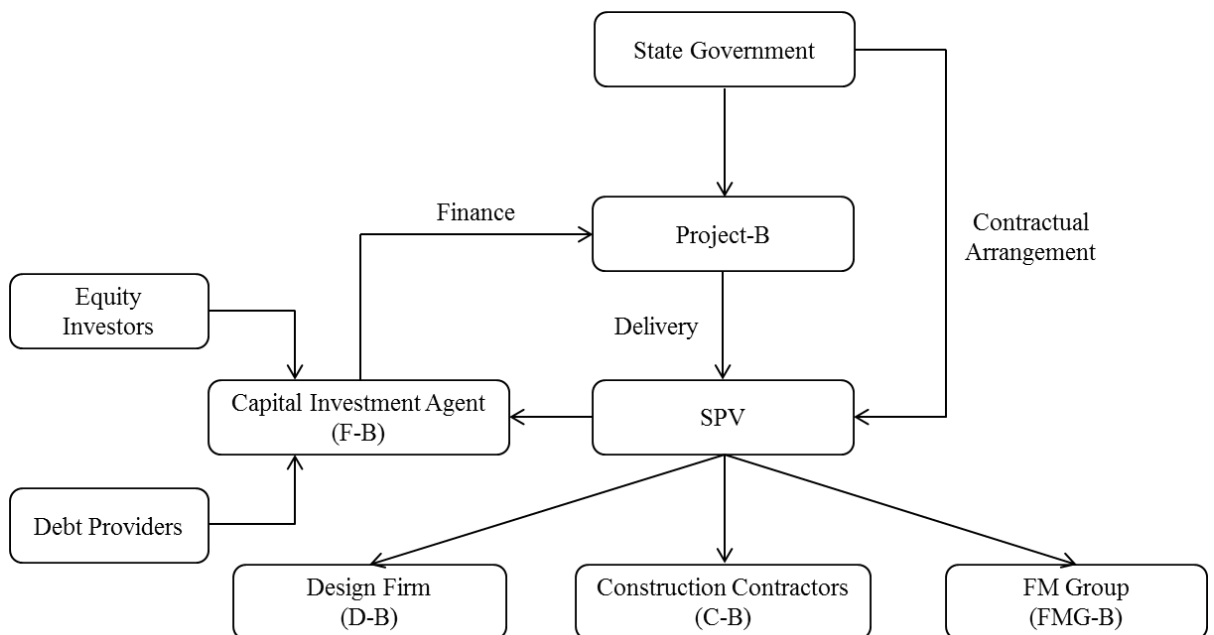 State Government
Finance
Project-B
Contractual
Arrangement
Equity
Investors
Delivery
Capital Investment Agent
(F-B)
SPV
Debt Providers
Design Firm
(D-B)
Construction Contractors
(C-B)
FM Group
(FMG-B)